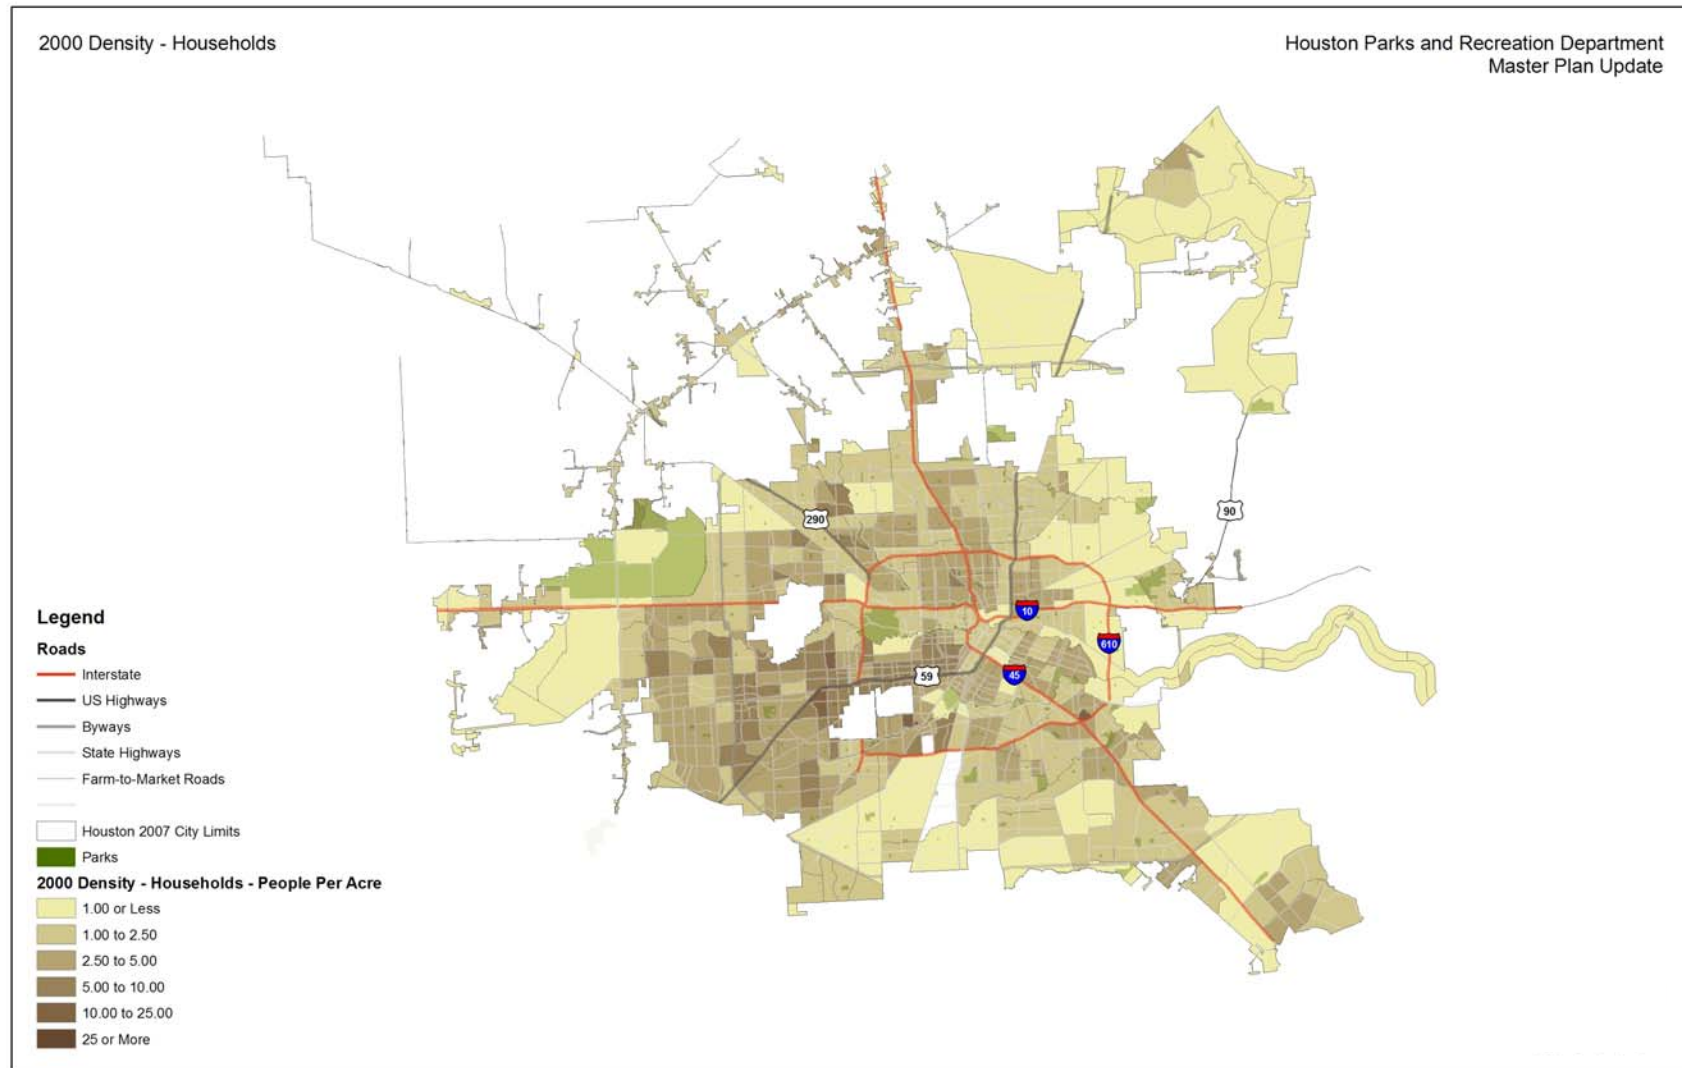 2000 Density - Households
Houston Parks and Recreation Department
Master Plan Update
290
90
10
610
59
45
Legend
Roads
Interstate
US Highways
Byways
State Highways
Farm-to-Market Roads
Houston 2007 City Limits
Parks
2000 Density - Households - People Per Acre
1.00 or Less
1.00 to 2.50
2.50 to 5.00
5.00 to 10.00
10.00 to 25.00
25 or More